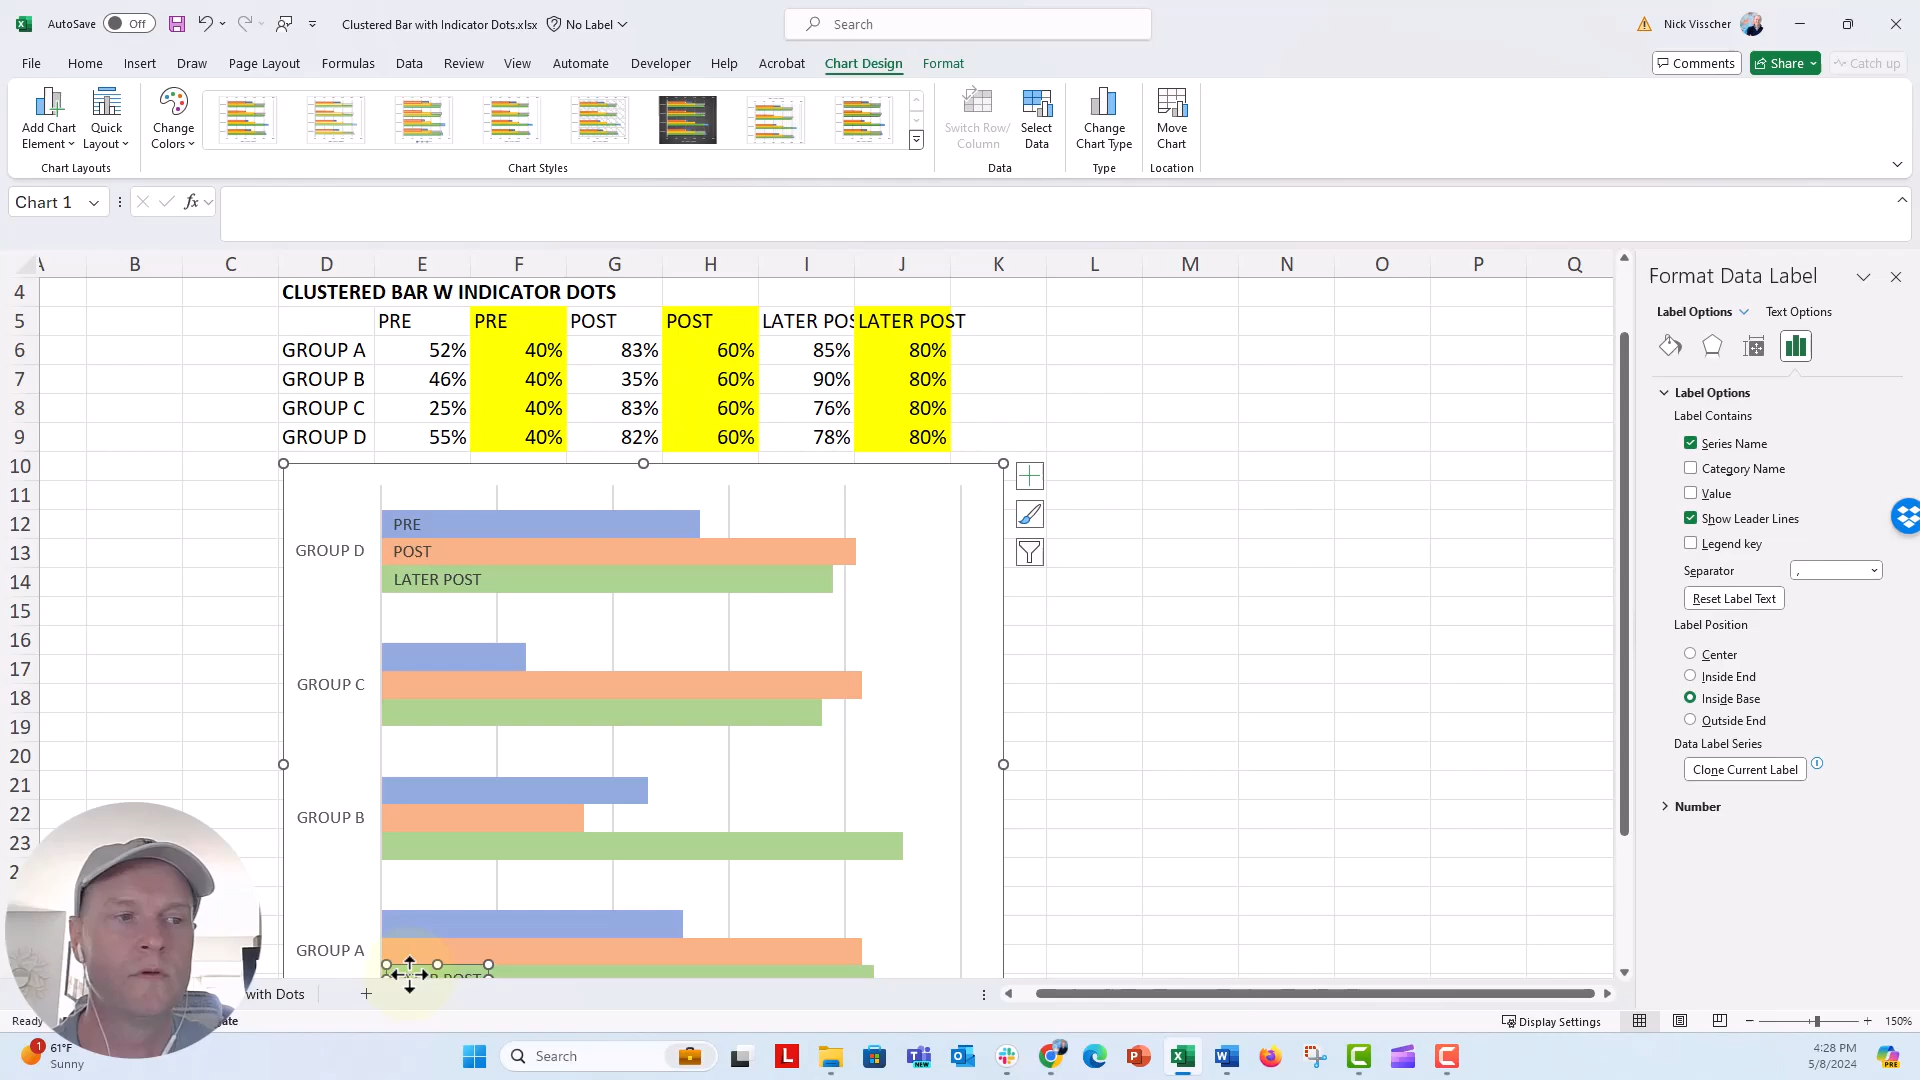 AutoSave Off Clustered Bar with Indicator Dots.xlsx No Label Search Nick Visscher
File Home Insert Draw Page Layout Formulas Data Review View Automate Developer Help Acrobat Chart Design Format Comments Share Catch up
Add Chart Element Quick Layout Change Colors Switch Row/ Column Select Data Change Chart Type Move Chart
Chart Layouts Chart Styles Data Type Location
Chart 1 fx
A B C D E F G H I J K L M N O P Q
4 CLUSTERED BAR W INDICATOR DOTS
5 PRE PRE POST POST LATER POS LATER POST
6 GROUP A 52% 40% 83% 60% 85% 80%
7 GROUP B 46% 40% 35% 60% 90% 80%
8 GROUP C 25% 40% 83% 60% 76% 80%
9 GROUP D 55% 40% 82% 60% 78% 80%
10
11
12 PRE
13 GROUP D POST
14 LATER POST
15
16
17 GROUP C
18
19
20
21
22 GROUP B
23
GROUP A
Format Data Label
Label Options Text Options
Label Options
Label Contains
Series Name
Category Name
Value
Show Leader Lines
Legend key
Separator ,
Reset Label Text
Label Position
Center
Inside End
Inside Base
Outside End
Data Label Series
Clone Current Label
Number
with Dots
Ready Display Settings 150%
1 61°F
Sunny
Search
NEW
4:28 PM
5/8/2024
PRE